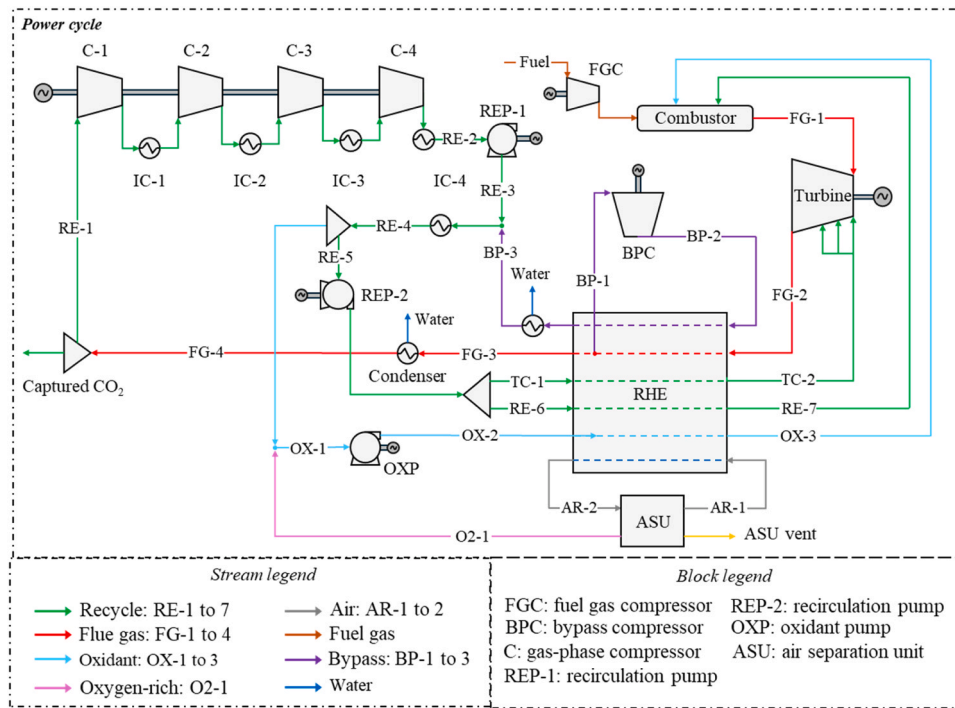 Power cycle
C-1
C-2
C-3
C-4
Fuel
FGC
REP-1
Combustor
FG-1
RE-2
IC-1
IC-2
IC-3
IC-4
RE-3
Turbine
RE-1
RE-4
BP-3
BPC
BP-2
RE-5
BP-1
Water
FG-2
REP-2
Water
FG-4
FG-3
Captured CO₂
Condenser
TC-1
RHE
TC-2
RE-6
RE-7
OX-1
OX-2
OX-3
OXP
AR-2
ASU
AR-1
O2-1
ASU vent
Stream legend
Recycle: RE-1 to 7
Air: AR-1 to 2
Flue gas: FG-1 to 4
Fuel gas
Oxidant: OX-1 to 3
Bypass: BP-1 to 3
Oxygen-rich: O2-1
Water
Block legend
FGC: fuel gas compressor
REP-2: recirculation pump
BPC: bypass compressor
OXP: oxidant pump
C: gas-phase compressor
ASU: air separation unit
REP-1: recirculation pump